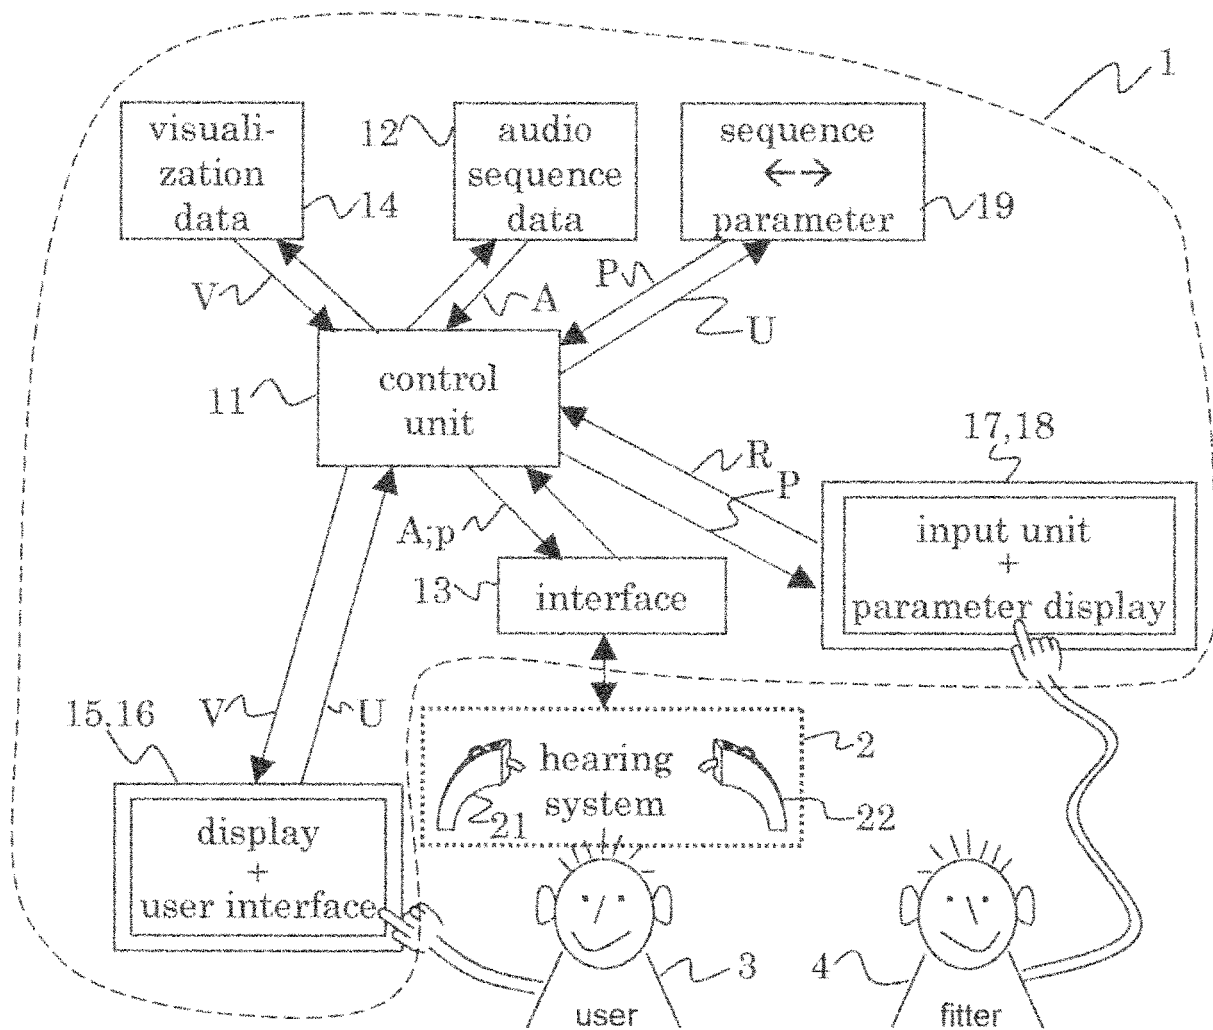 1
visuali-
zation
data
14
12
audio
sequence
data
sequence
parameter
19
V
A
P
U
11
control
unit
17,18
R
P
input unit
+
parameter display
A;p
13
interface
15,16
V
U
2
hearing
system
21
22
display
+
user interface
3
4
user
fitter